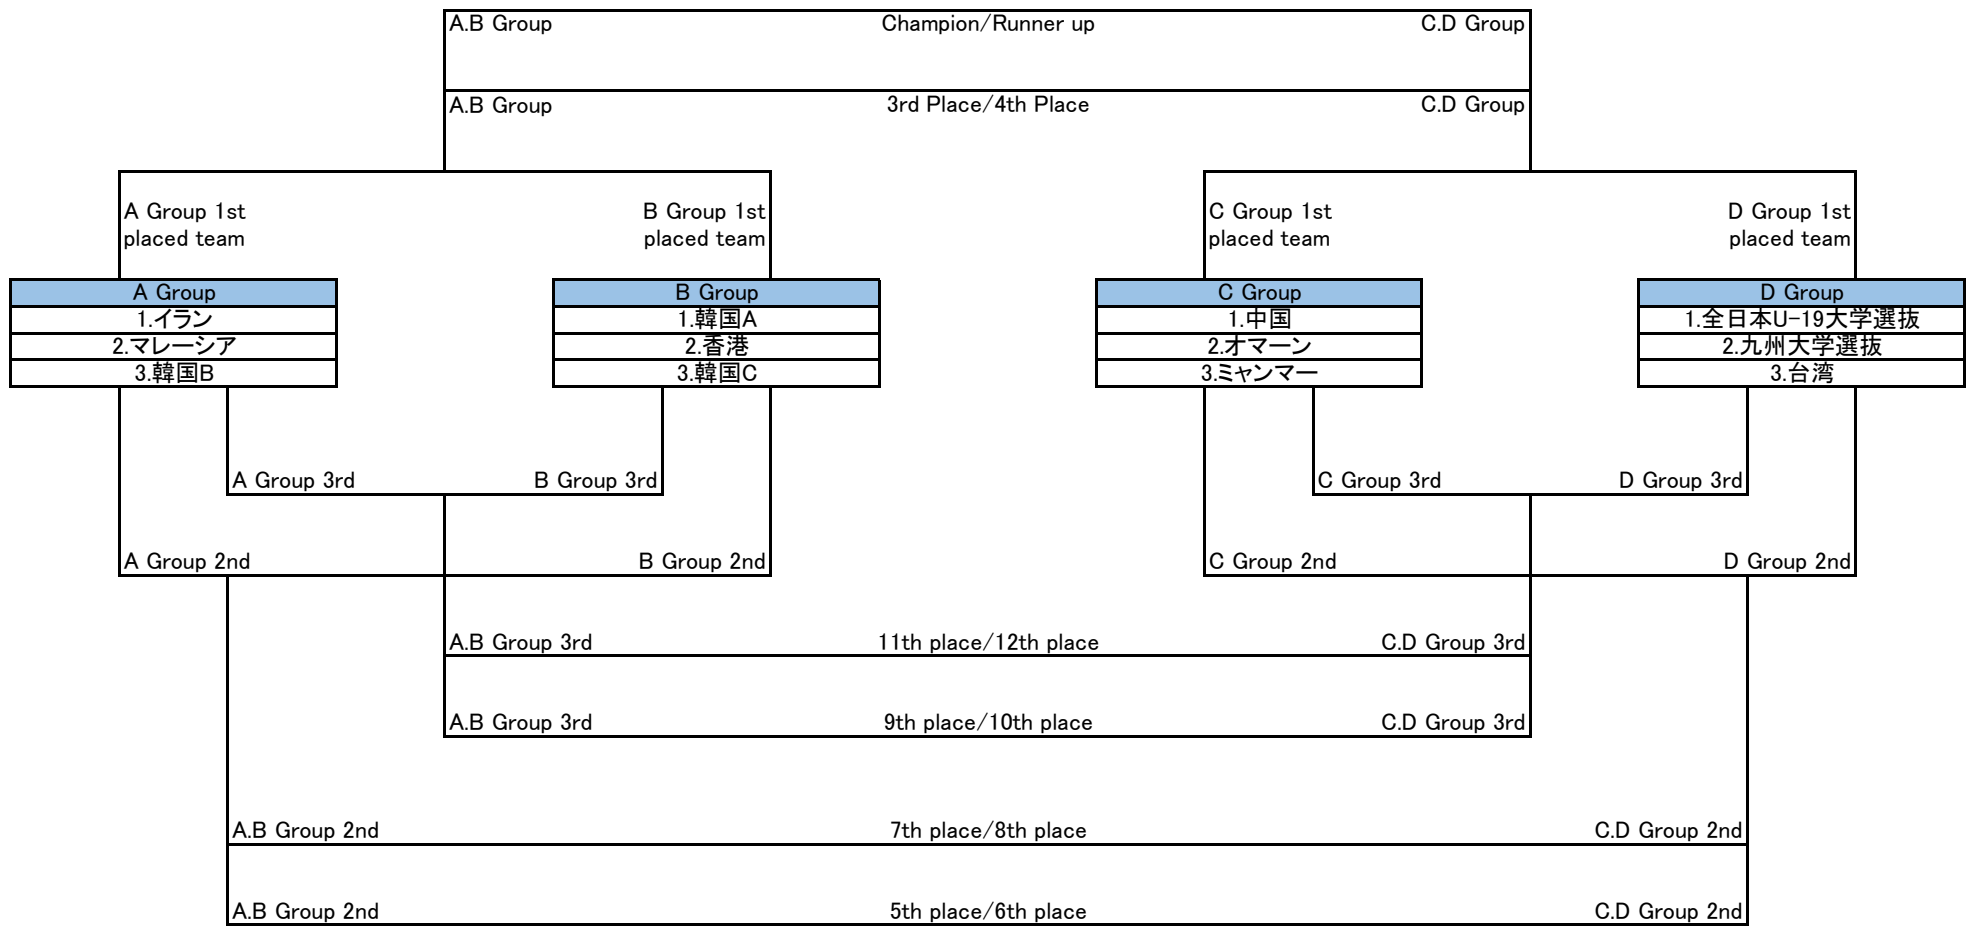 A.B Group Champion/Runner up C.D Group
A.B Group 3rd Place/4th Place C.D Group
A Group 1st
placed team
B Group 1st
placed team
C Group 1st
placed team
D Group 1st
placed team
A Group
1.イラン
2.マレーシア
3.韓国B
B Group
1.韓国A
2.香港
3.韓国C
C Group
1.中国
2.オマーン
3.ミャンマー
D Group
1.全日本U-19大学選抜
2.九州大学選抜
3.台湾
A Group 3rd B Group 3rd C Group 3rd D Group 3rd
A Group 2nd B Group 2nd C Group 2nd D Group 2nd
A.B Group 3rd 11th place/12th place C.D Group 3rd
A.B Group 3rd 9th place/10th place C.D Group 3rd
A.B Group 2nd 7th place/8th place C.D Group 2nd
A.B Group 2nd 5th place/6th place C.D Group 2nd